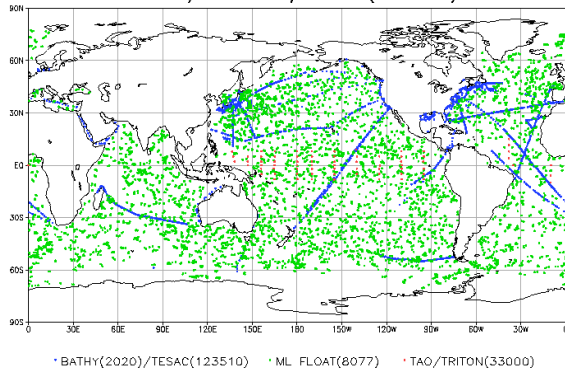 90N
60N
30N
EQ
30S
60S
90S
0 30E 60E 90E 120E 150E 180 150W 120W 90W 60W 30W 0
BATHY(2020)/TESAC(123510) ML FLOAT(8077) TAO/TRITON(33000)